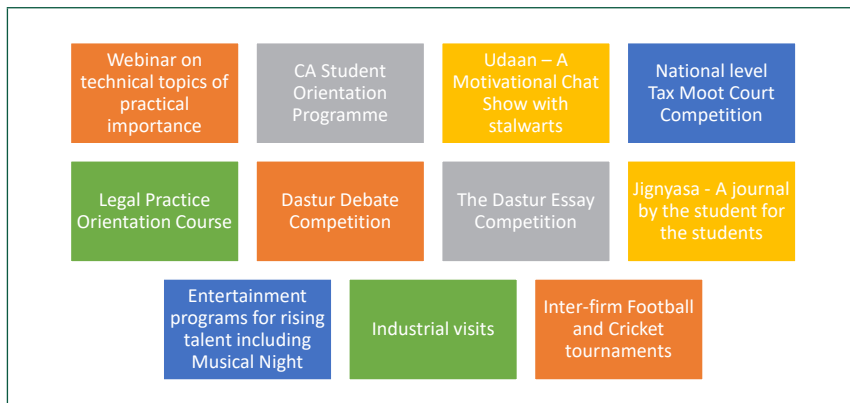 Webinar on
technical topics of
practical
importance
CA Student
Orientation
Programme
Udaan – A
Motivational Chat
Show with
stalwarts
National level
Tax Moot Court
Competition
Legal Practice
Orientation Course
Dastur Debate
Competition
The Dastur Essay
Competition
Jignyasa - A journal
by the student for
the students
Entertainment
programs for rising
talent including
Musical Night
Industrial visits
Inter-firm Football
and Cricket
tournaments